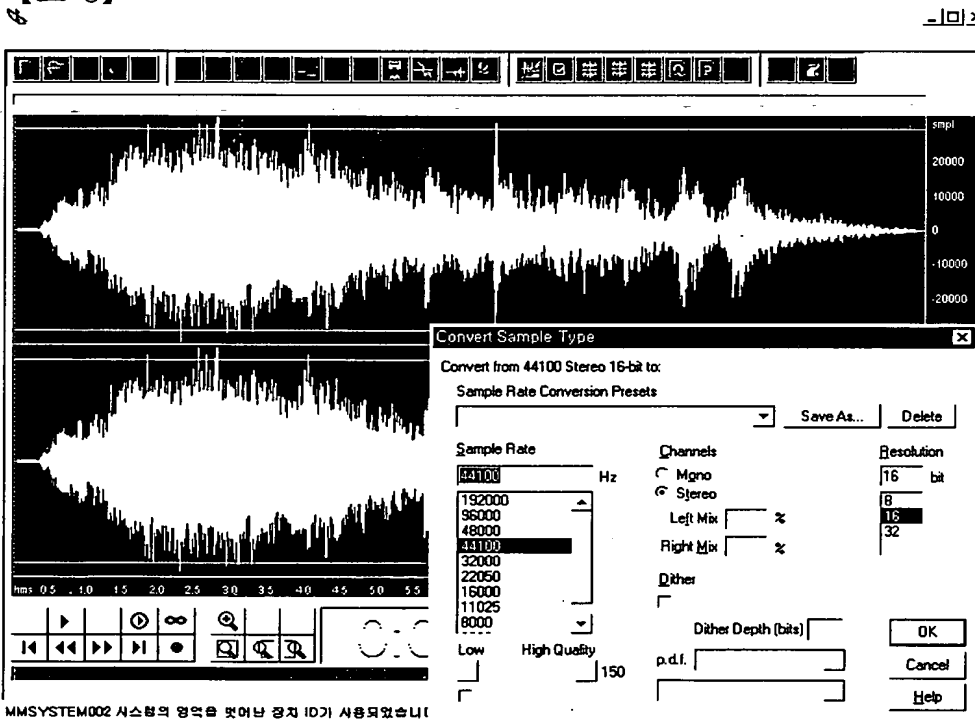 smpl
20000
10000
0
-10000
-20000
Convert Sample Type
Convert from 44100 Stereo 16-bit to:
Sample Rate Conversion Presets
Save As...
Delete
Sample Rate
44100 Hz
192000
96000
48000
44100
32000
22050
16000
11025
8000
Low High Quality
150
Channels
Mono
Stereo
Left Mix %
Right Mix %
Dither
Dither Depth (bits)
p.d.f.
Resolution
16 bit
8
16
32
OK
Cancel
Help
hms 0.5 1.0 1.5 2.0 2.5 3.0 3.5 4.0 4.5 5.0 5.5
MMSYSTEM002 시스템의 영역을 벗어난 장치 ID가 사용되었습니다